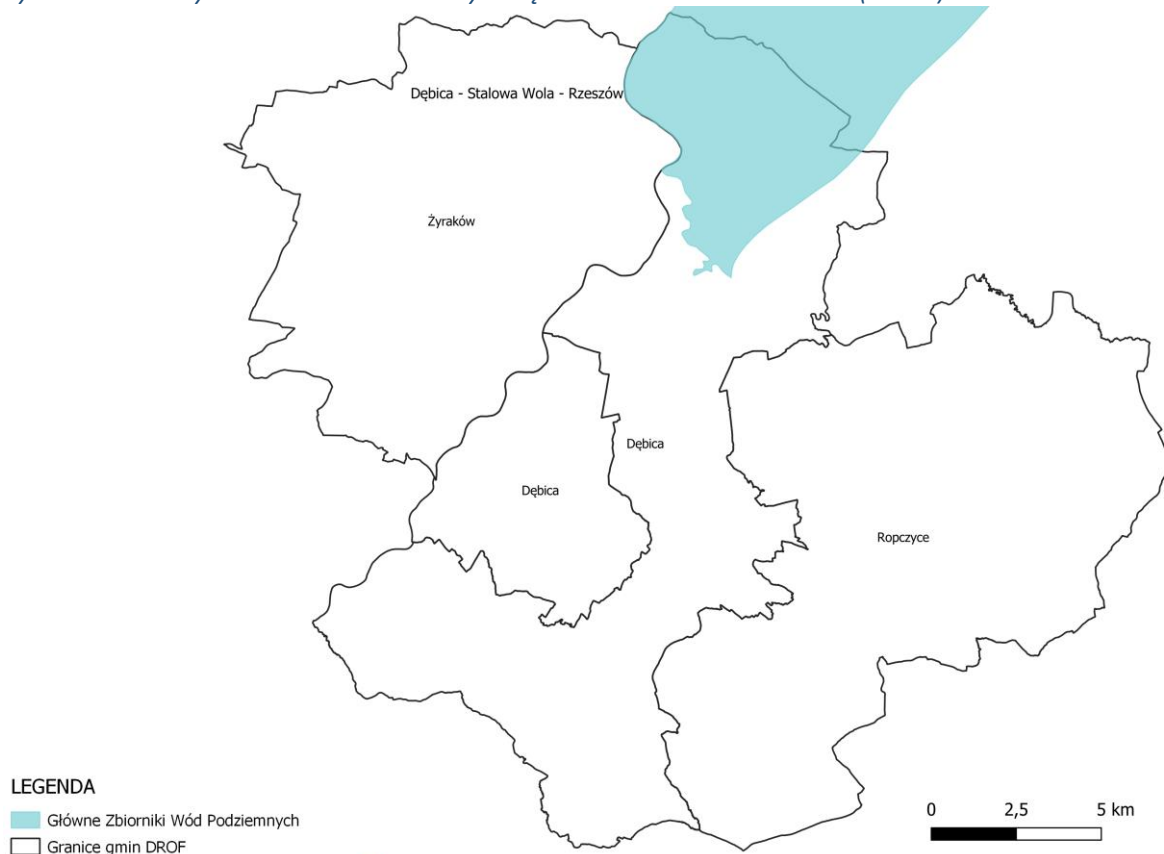 Dębica - Stalowa Wola - Rzeszów
Żyraków
Dębica
Dębica
Ropczyce
LEGENDA
Główne Zbiorniki Wód Podziemnych
Granice gmin DROF
0 2,5 5 km